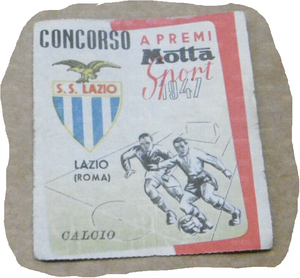 CONCORSO A PREMI
Motta
Sport
1947
S. S. LAZIO
LAZIO
(ROMA)
CALCIO